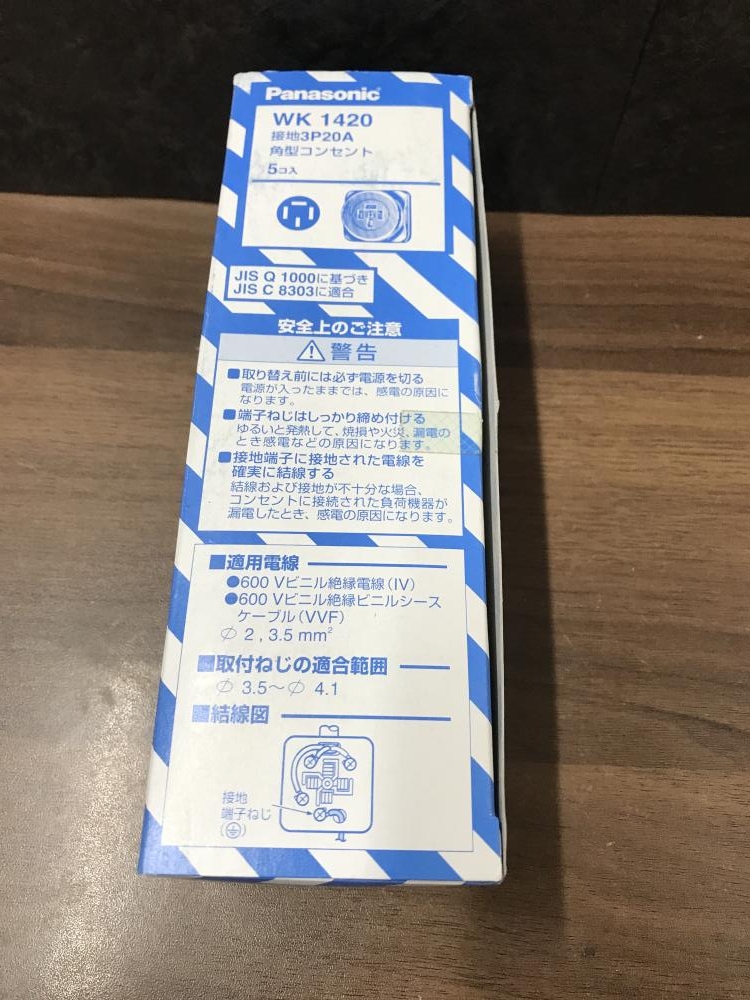 Panasonic
WK 1420
接地3P20A
角型コンセント
5コ入
JIS Q 1000に基づき
JIS C 8303に適合
安全上のご注意
警告
■取り替え前には必ず電源を切る
電源が入ったままでは、感電の原因に
なります。
■端子ねじはしっかり締め付ける
ゆるいと発熱して、焼損や火災、漏電の
とき感電などの原因になります。
■接地端子に接地された電線を
確実に結線する
結線および接地が不十分な場合、
コンセントに接続された負荷機器が
漏電したとき、感電の原因になります。
■適用電線
●600 Vビニル絶縁電線(IV)
●600 Vビニル絶縁ビニルシース
ケーブル(VVF)
∅ 2 , 3.5 mm²
■取付ねじの適合範囲
∅ 3.5〜∅ 4.1
■結線図
接地
端子ねじ
(⏚)